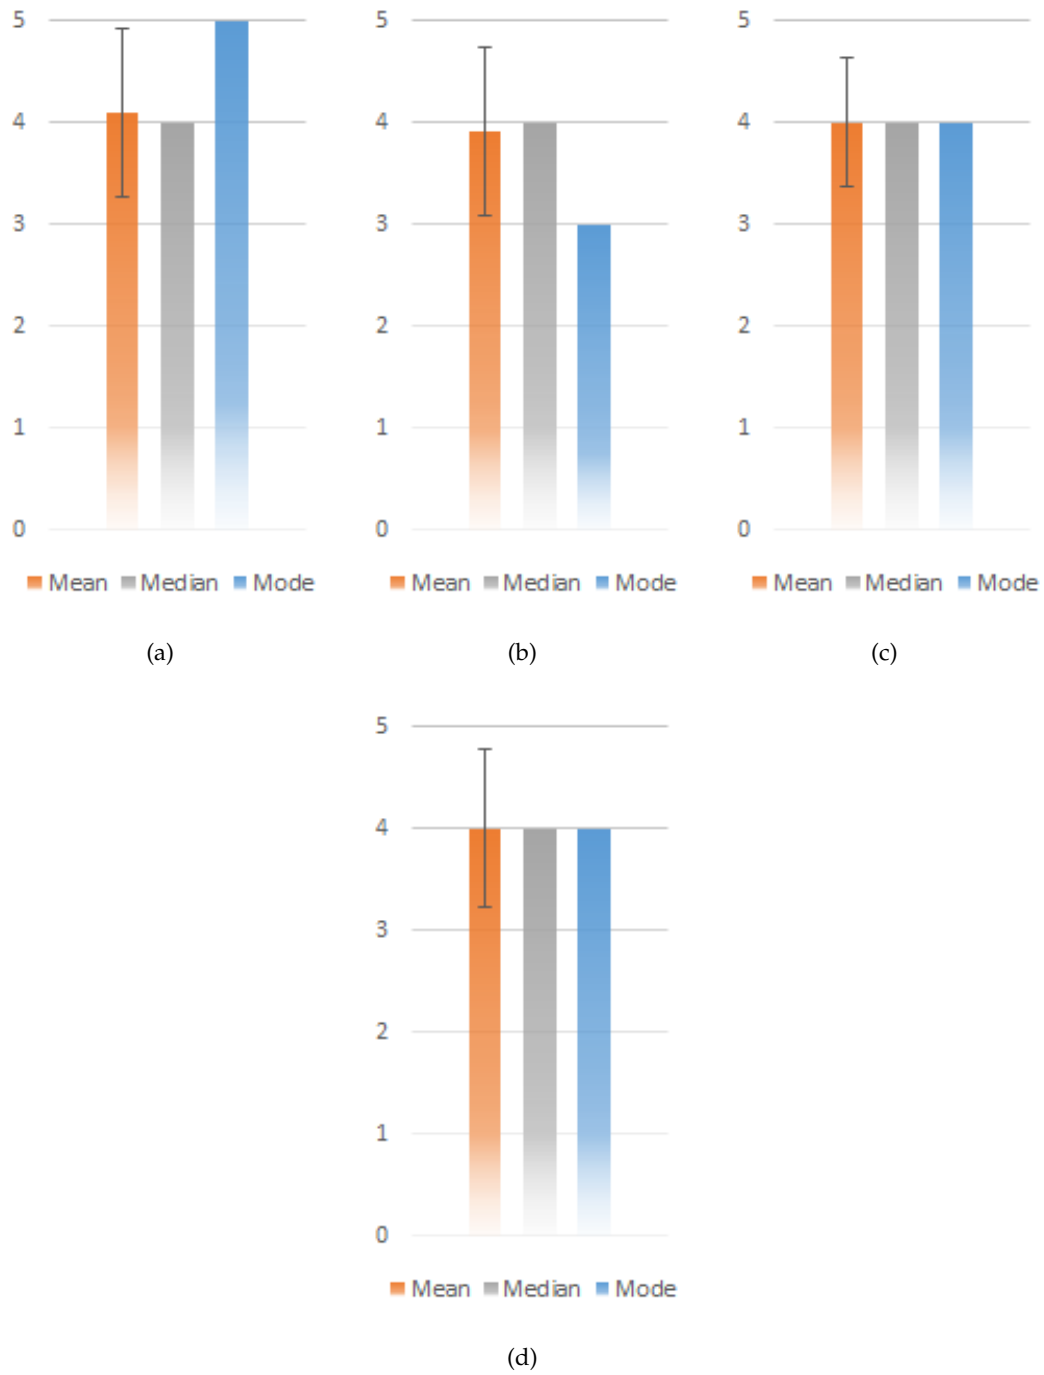 5 5 5
4 4 4
3 3 3
2 2 2
1 1 1
0 0 0
Mean Median Mode Mean Median Mode Mean Median Mode
(a) (b) (c)
5
4
3
2
1
0
Mean Median Mode
(d)